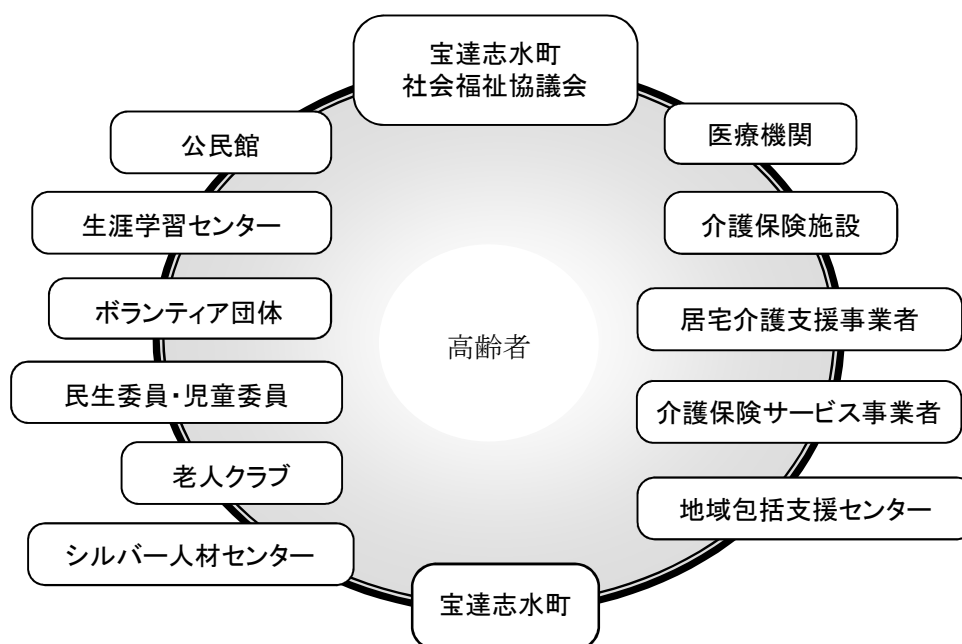 宝達志水町
社会福祉協議会
公民館
医療機関
生涯学習センター
介護保険施設
ボランティア団体
居宅介護支援事業者
高齢者
民生委員・児童委員
介護保険サービス事業者
老人クラブ
地域包括支援センター
シルバー人材センター
宝達志水町